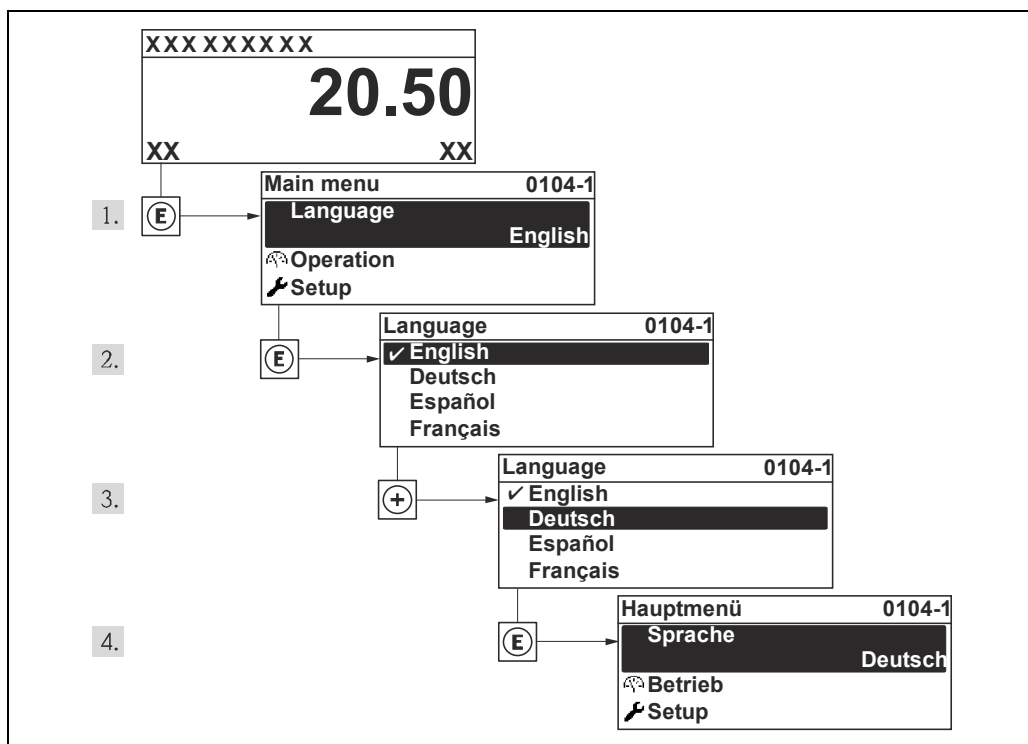 XXX XXXXXX
20.50
XX XX
Main menu 0104-1
1. E Language
English
Operation
Setup
Language 0104-1
2. E ✔ English
Deutsch
Español
Français
Language 0104-1
3. + ✔ English
Deutsch
Español
Français
Hauptmenü 0104-1
4. E Sprache
Deutsch
Betrieb
Setup